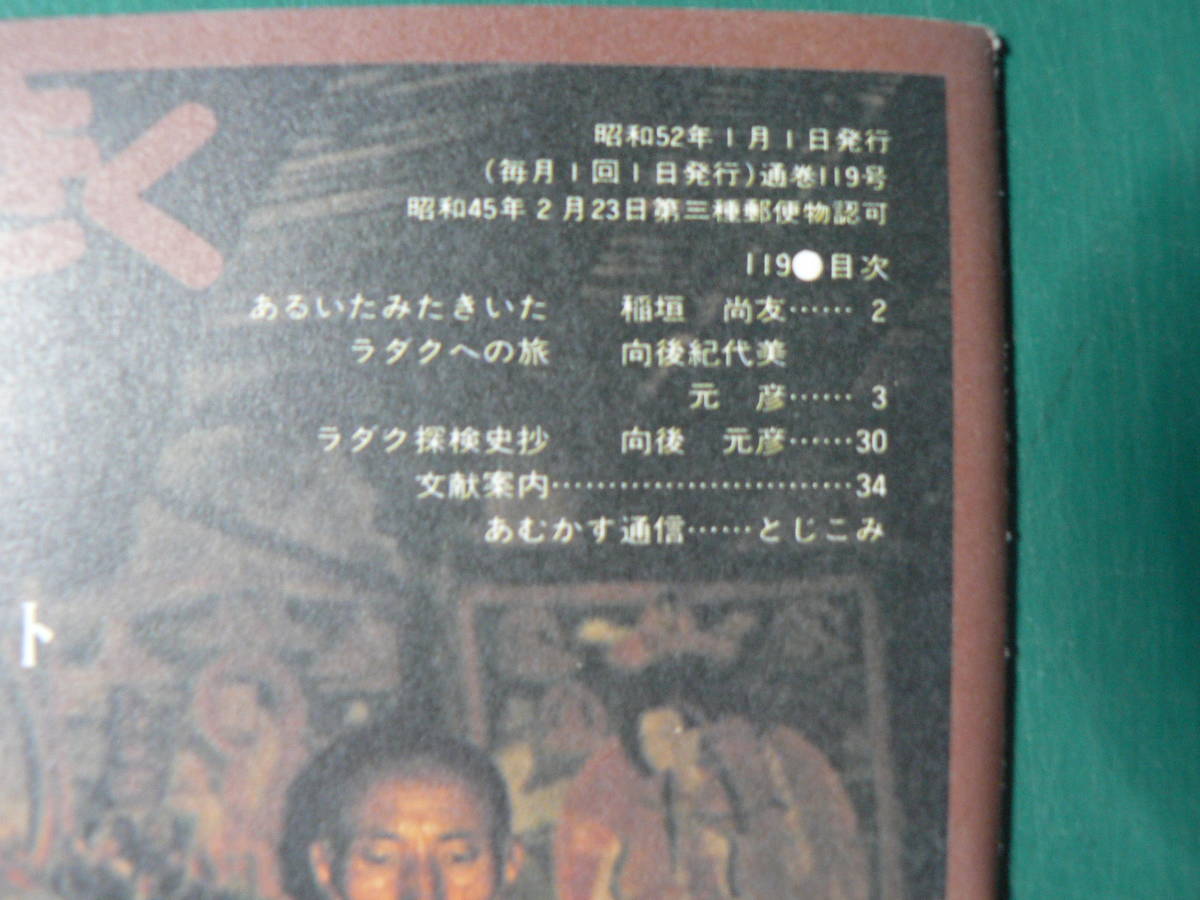 く
昭和52年1月1日発行
(毎月1回1日発行)通巻119号
昭和45年2月23日第三種郵便物認可
119●目次
あるいたみたきいた 稲垣 尚友…… 2
ラダクへの旅 向後紀代美
元 彦…… 3
ラダク探検史抄 向後 元彦……30
文献案内…………………………34
あむかす通信……とじこみ
ト